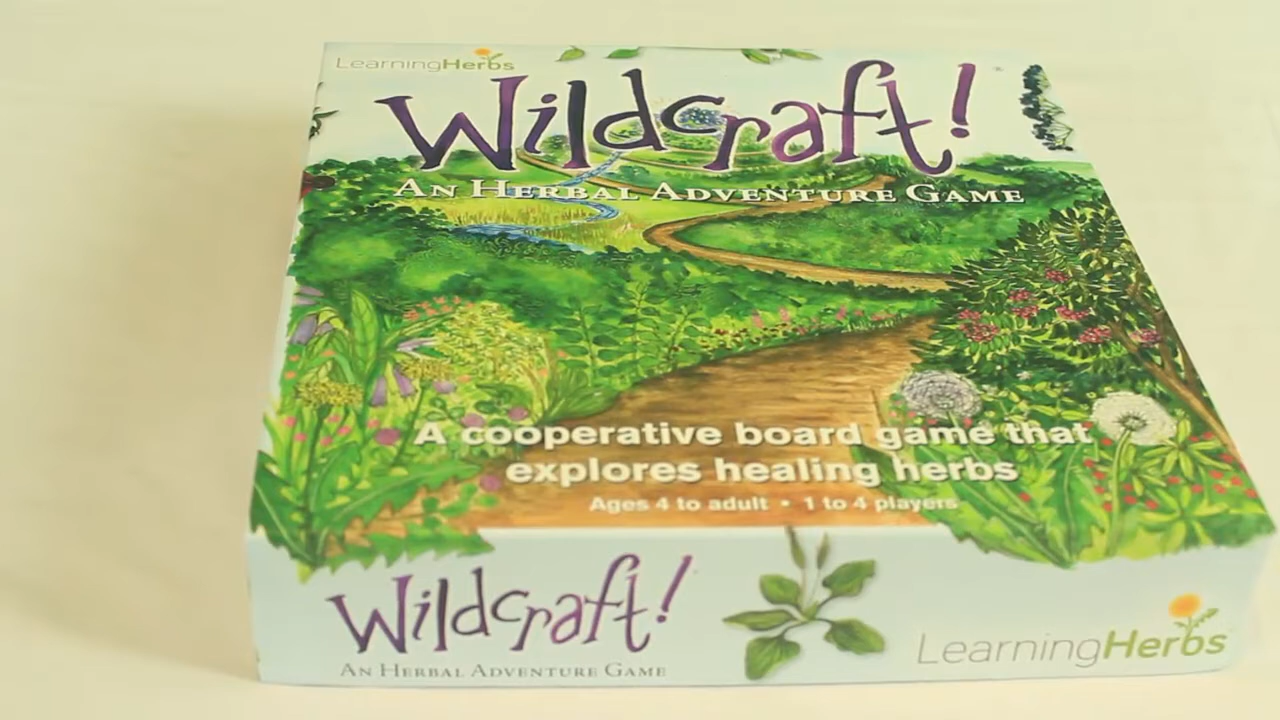 LearningHerbs
Wildcraft!
An Herbal Adventure Game
A cooperative board game that
explores healing herbs
Ages 4 to adult • 1 to 4 players
Wildcraft!
An Herbal Adventure Game
LearningHerbs